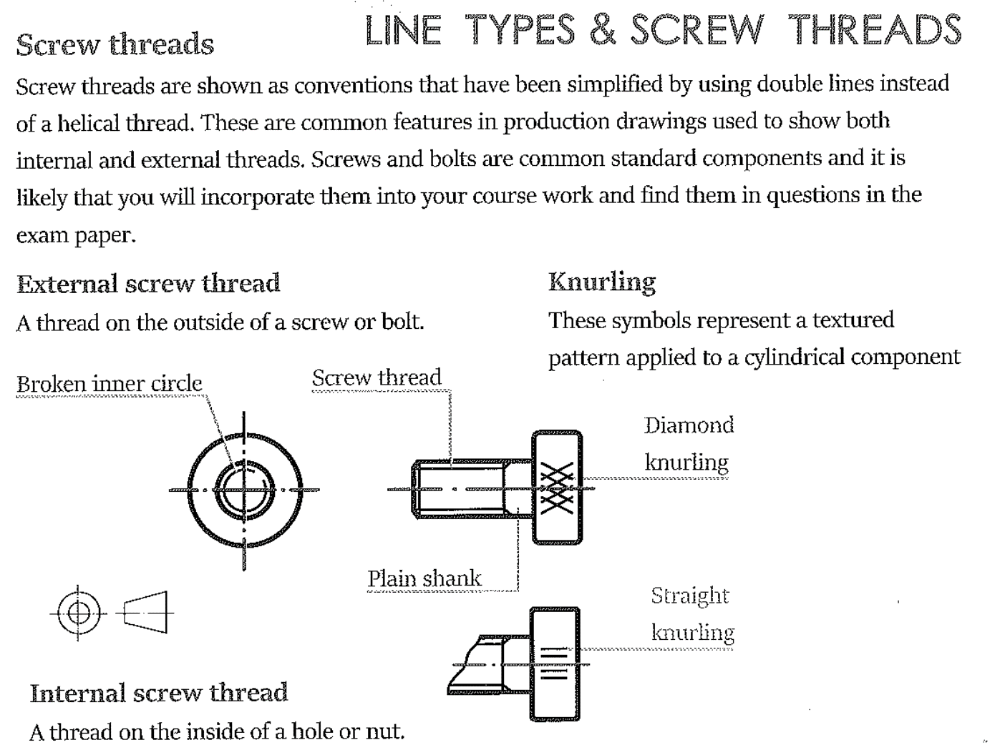 LINE TYPES & SCREW THREADS
Screw threads
Screw threads are shown as conventions that have been simplified by using double lines instead
of a helical thread. These are common features in production drawings used to show both
internal and external threads. Screws and bolts are common standard components and it is
likely that you will incorporate them into your course work and find them in questions in the
exam paper.
External screw thread
A thread on the outside of a screw or bolt.
Knurling
These symbols represent a textured
pattern applied to a cylindrical component
Broken inner circle
Screw thread
Diamond
knurling
Plain shank
Straight
knurling
Internal screw thread
A thread on the inside of a hole or nut.